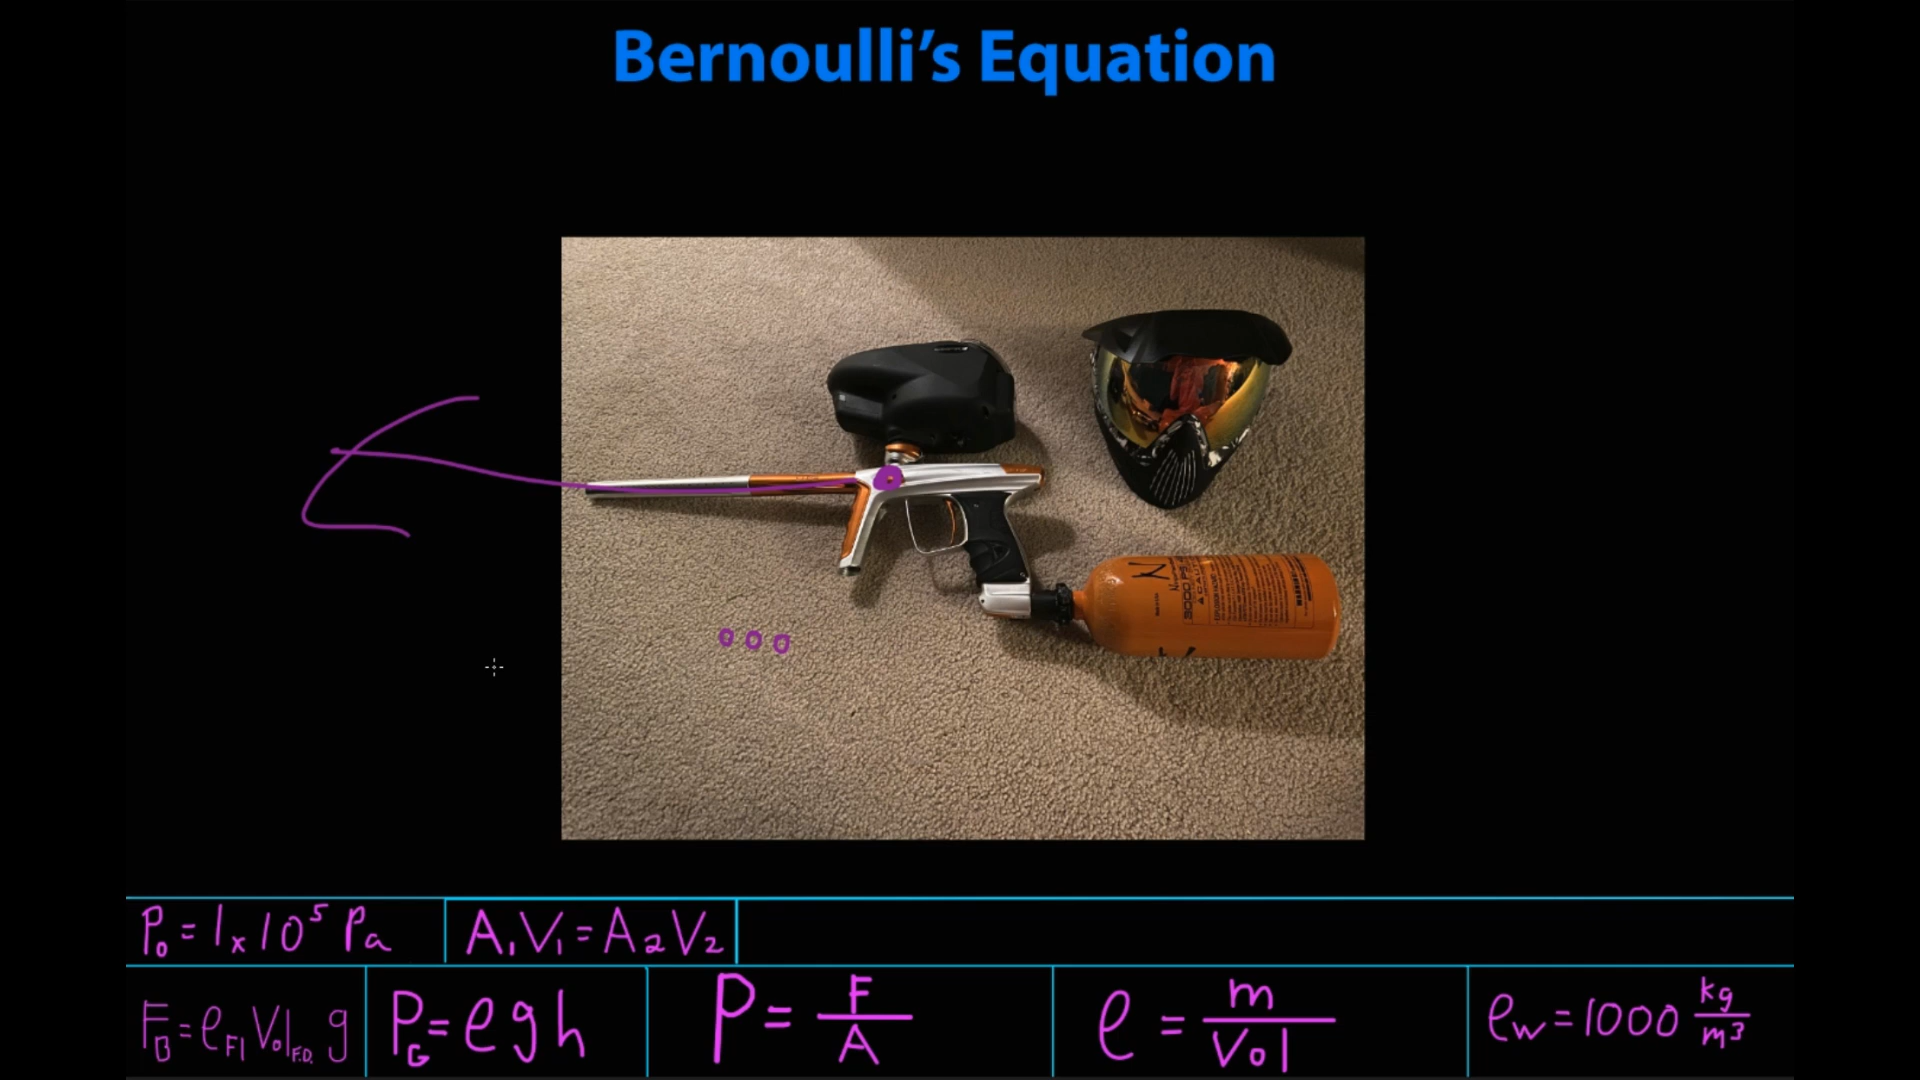 Bernoulli's Equation
3000 PS
P₀ = 1 x 10⁵ Pa
A₁V₁ = A₂V₂
F_B = ρ_Fl Vol_F.D. g
P_G = ρgh
P = F/A
ρ = m/Vol
ρ_w = 1000 kg/m³